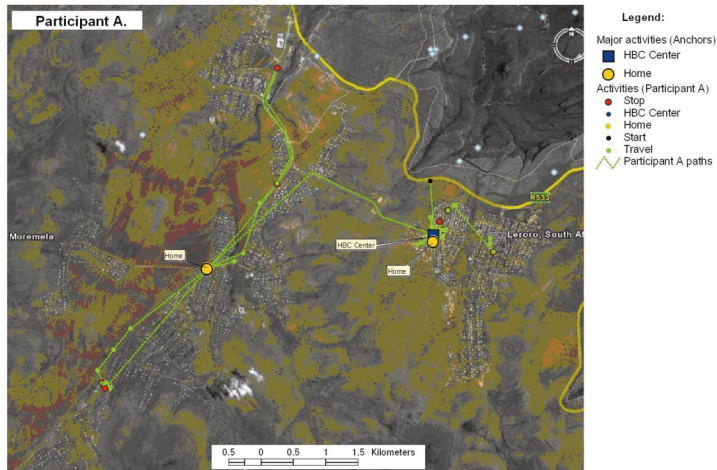 Participant A.
Legend:
Major activities (Anchors)
HBC Center
Home
Activities (Participant A)
Stop
HBC Center
Home
Start
Travel
Participant A paths
N
R532
Moremela
Leroro, South Af
HBC Center
Home
Home
0.5 0 0.5 1 1.5 Kilometers